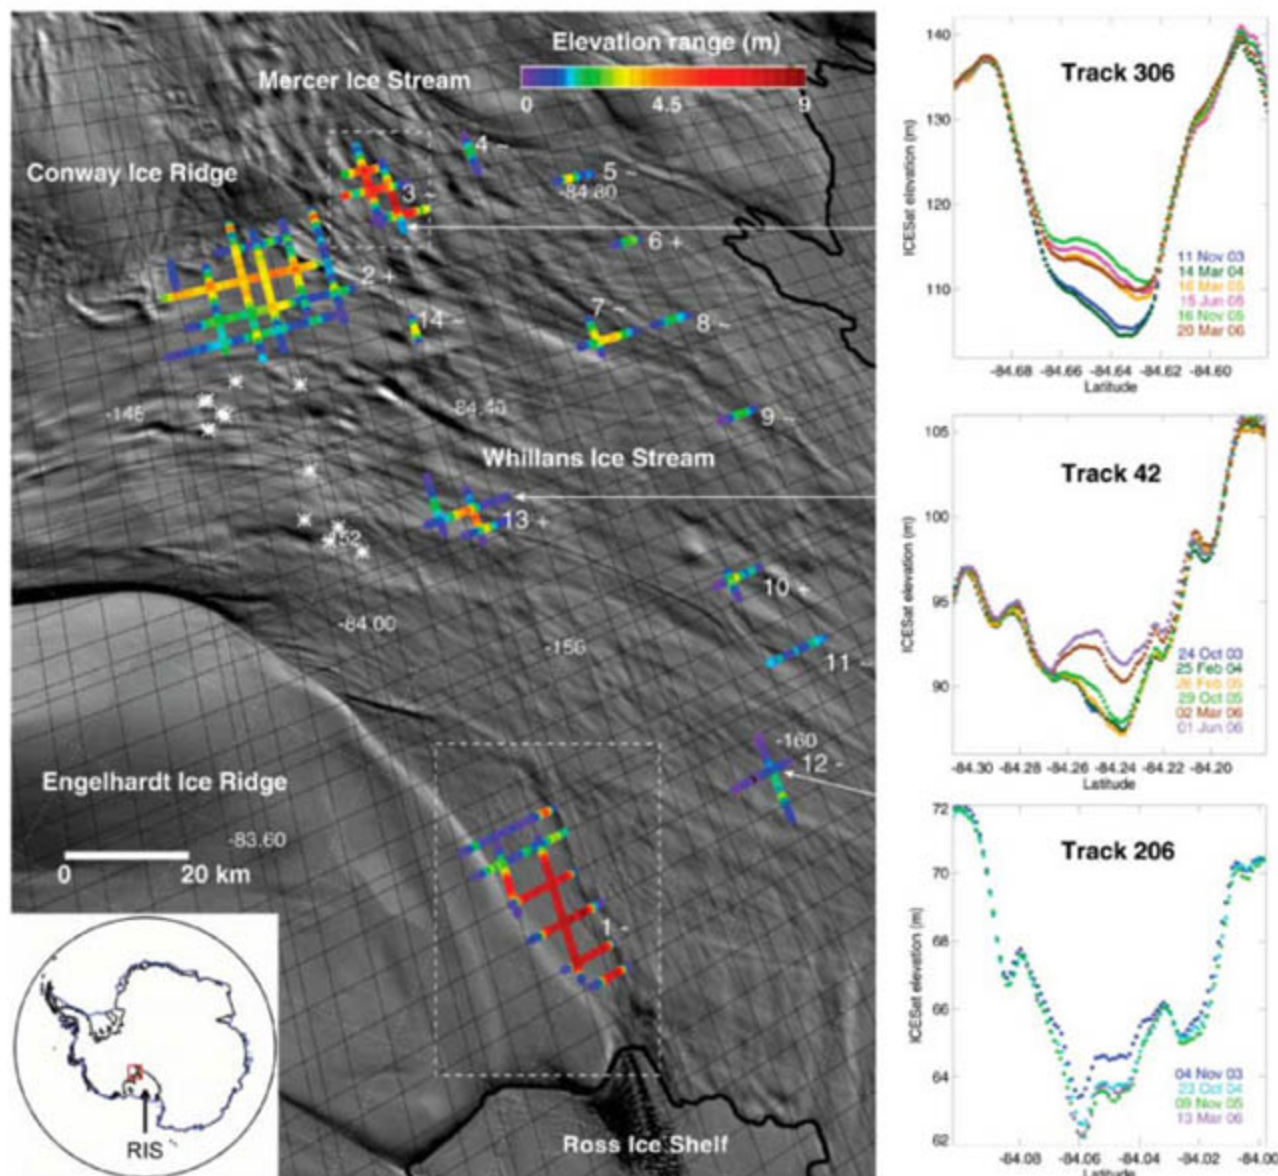 Elevation range (m)
0 4.5 9
Mercer Ice Stream
Conway Ice Ridge
4 ~
5 ~
-84.80
3 ~
6 +
2 +
14 ~
7 ~
8 ~
-148
-84.40
9 ~
Whillans Ice Stream
13 +
152
10 +
-84.00
-156
11 ~
-160
12 -
Engelhardt Ice Ridge
-83.60
0 20 km
1 -
RIS
Ross Ice Shelf
Track 306
ICESat elevation (m)
140
130
120
110
11 Nov 03
14 Mar 04
16 Mar 05
15 Jun 05
16 Nov 05
20 Mar 06
-84.68 -84.66 -84.64 -84.62 -84.60
Latitude
Track 42
ICESat elevation (m)
105
100
95
90
24 Oct 03
25 Feb 04
26 Feb 05
29 Oct 05
02 Mar 06
01 Jun 06
-84.30 -84.28 -84.26 -84.24 -84.22 -84.20
Latitude
Track 206
ICESat elevation (m)
72
70
68
66
64
62
04 Nov 03
23 Oct 04
09 Nov 05
13 Mar 06
-84.08 -84.06 -84.04 -84.02 -84.00
Latitude